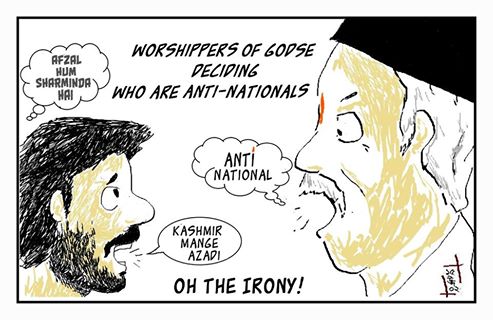 AFZAL
HUM
SHARMINDA
HAI
WORSHIPPERS OF GODSE
DECIDING
WHO ARE ANTI-NATIONALS
ANTi
NATIONAL
KASHMIR
MANGE
AZADI
OH THE IRONY!